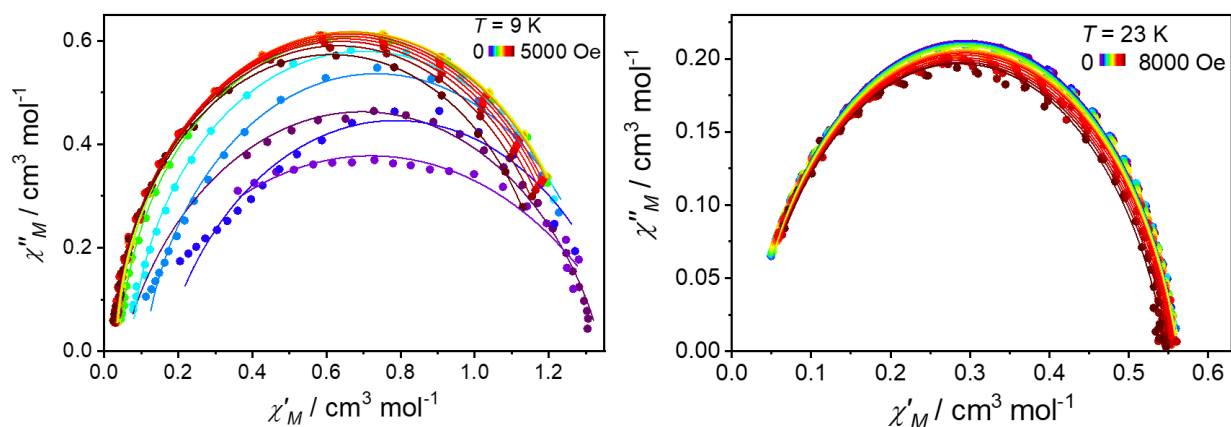 T = 9 K
0 5000 Oe
χ″M / cm³ mol⁻¹
0.6
0.4
0.2
0.0
0.0 0.2 0.4 0.6 0.8 1.0 1.2
χ′M / cm³ mol⁻¹
T = 23 K
0 8000 Oe
χ″M / cm³ mol⁻¹
0.20
0.15
0.10
0.05
0.00
0.0 0.1 0.2 0.3 0.4 0.5 0.6
χ′M / cm³ mol⁻¹